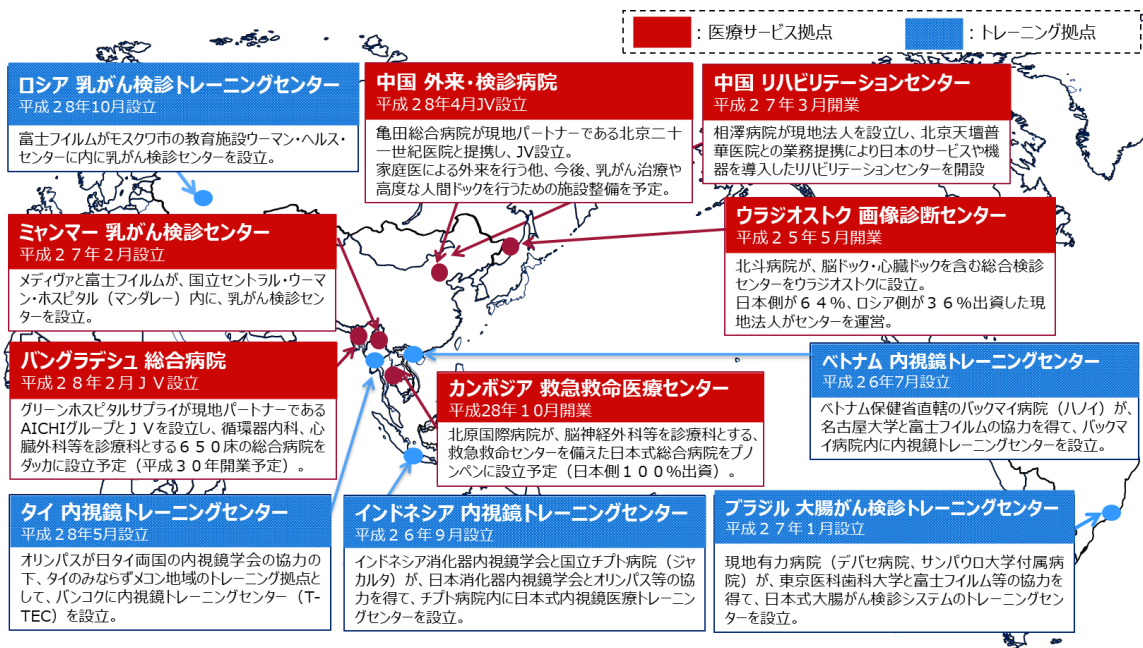 ：医療サービス拠点
：トレーニング拠点
ロシア 乳がん検診トレーニングセンター
平成２８年10月設立
富士フイルムがモスクワ市の教育施設ウーマン・ヘルス・
センターに内に乳がん検診センターを設立。
中国 外来・検診病院
平成２８年4月JV設立
亀田総合病院が現地パートナーである北京二十
一世紀医院と提携し、JV設立。
家庭医による外来を行う他、今後、乳がん治療や
高度な人間ドックを行うための施設整備を予定。
中国 リハビリテーションセンター
平成２７年３月開業
相澤病院が現地法人を設立し、北京天壇普
華医院との業務提携により日本のサービスや機
器を導入したリハビリテーションセンターを開設
ミャンマー 乳がん検診センター
平成２７年２月設立
メディヴァと富士フイルムが、国立セントラル・ウーマ
ン・ホスピタル（マンダレー）内に、乳がん検診セン
ターを設立。
ウラジオストク 画像診断センター
平成２５年５月開業
北斗病院が、脳ドック・心臓ドックを含む総合検診
センターをウラジオストクに設立。
日本側が６４％、ロシア側が３６％出資した現
地法人がセンターを運営。
バングラデシュ 総合病院
平成２８年２月ＪＶ設立
グリーンホスピタルサプライが現地パートナーである
AICHIグループとＪＶを設立し、循環器内科、心
臓外科等を診療科とする６５０床の総合病院を
ダッカに設立予定（平成３０年開業予定）。
カンボジア 救急救命医療センター
平成28年１０月開業
北原国際病院が、脳神経外科等を診療科とする、
救急救命センターを備えた日本式総合病院をプノ
ンペンに設立予定（日本側１００％出資）。
ベトナム 内視鏡トレーニングセンター
平成26年7月設立
ベトナム保健省直轄のバックマイ病院（ハノイ）が、
名古屋大学と富士フイルムの協力を得て、バックマ
イ病院内に内視鏡トレーニングセンターを設立。
タイ 内視鏡トレーニングセンター
平成28年5月設立
オリンパスが日タイ両国の内視鏡学会の協力の
下、タイのみならずメコン地域のトレーニング拠点と
して、バンコクに内視鏡トレーニングセンター（T-
TEC）を設立。
インドネシア 内視鏡トレーニングセンター
平成２６年９月設立
インドネシア消化器内視鏡学会と国立チプト病院（ジャ
カルタ）が、日本消化器内視鏡学会とオリンパス等の協
力を得て、チプト病院内に日本式内視鏡医療トレーニ
ングセンターを設立。
ブラジル 大腸がん検診トレーニングセンター
平成２７年１月設立
現地有力病院（デバセ病院、サンパウロ大学付属病
院）が、東京医科歯科大学と富士フイルム等の協力を
得て、日本式大腸がん検診システムのトレーニングセン
ターを設立。